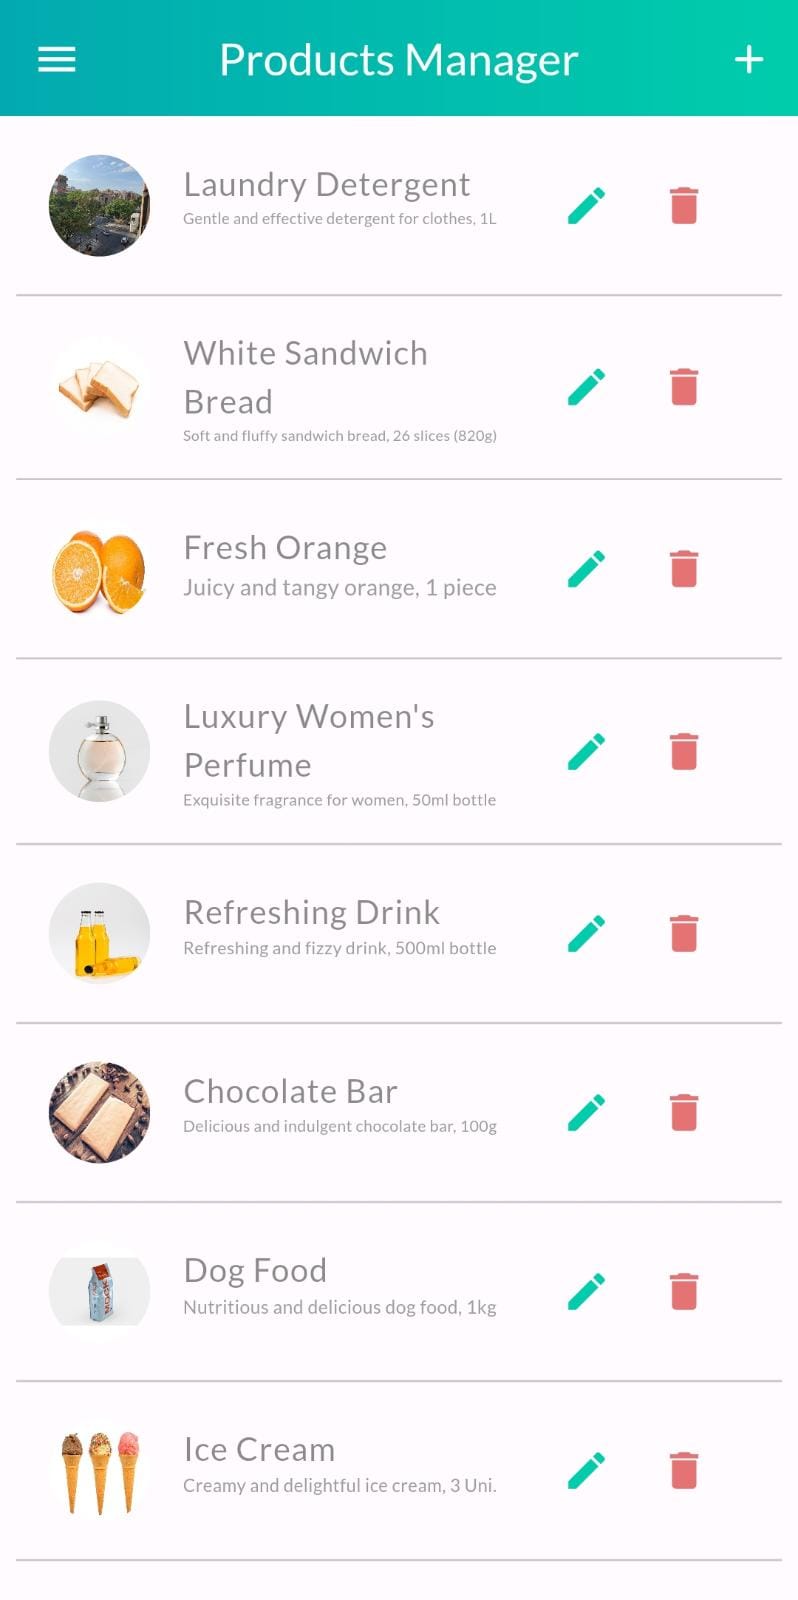 Products Manager
Laundry Detergent
Gentle and effective detergent for clothes, 1L
White Sandwich
Bread
Soft and fluffy sandwich bread, 26 slices (820g)
Fresh Orange
Juicy and tangy orange, 1 piece
Luxury Women's
Perfume
Exquisite fragrance for women, 50ml bottle
Refreshing Drink
Refreshing and fizzy drink, 500ml bottle
Chocolate Bar
Delicious and indulgent chocolate bar, 100g
Dog Food
Nutritious and delicious dog food, 1kg
Ice Cream
Creamy and delightful ice cream, 3 Uni.